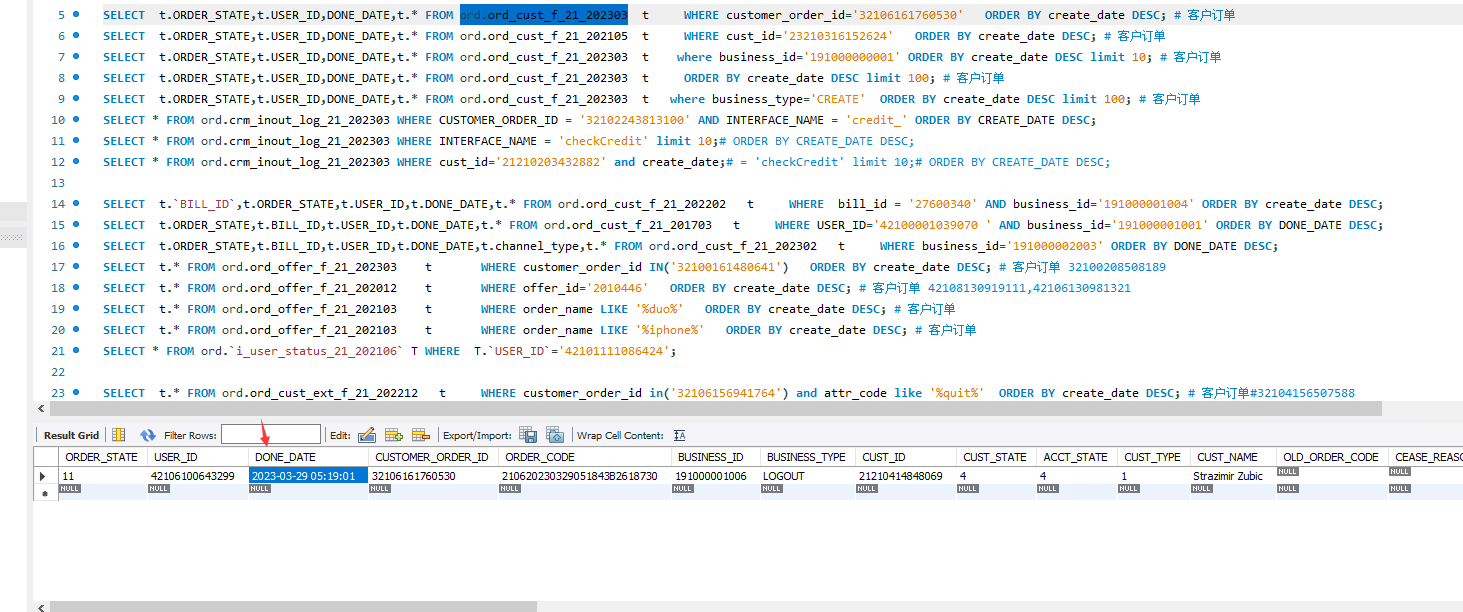 5 SELECT t.ORDER_STATE,t.USER_ID,DONE_DATE,t.* FROM ord.ord_cust_f_21_202303 t WHERE customer_order_id='32106161760530' ORDER BY create_date DESC; # 客户订单
6 SELECT t.ORDER_STATE,t.USER_ID,DONE_DATE,t.* FROM ord.ord_cust_f_21_202105 t WHERE cust_id='23210316152624' ORDER BY create_date DESC; # 客户订单
7 SELECT t.ORDER_STATE,t.USER_ID,DONE_DATE,t.* FROM ord.ord_cust_f_21_202303 t where business_id='191000000001' ORDER BY create_date DESC limit 10; # 客户订单
8 SELECT t.ORDER_STATE,t.USER_ID,DONE_DATE,t.* FROM ord.ord_cust_f_21_202303 t ORDER BY create_date DESC limit 100; # 客户订单
9 SELECT t.ORDER_STATE,t.USER_ID,DONE_DATE,t.* FROM ord.ord_cust_f_21_202303 t where business_type='CREATE' ORDER BY create_date DESC limit 100; # 客户订单
10 SELECT * FROM ord.crm_inout_log_21_202303 WHERE CUSTOMER_ORDER_ID = '32102243813100' AND INTERFACE_NAME = 'credit_' ORDER BY CREATE_DATE DESC;
11 SELECT * FROM ord.crm_inout_log_21_202303 WHERE INTERFACE_NAME = 'checkCredit' limit 10;# ORDER BY CREATE_DATE DESC;
12 SELECT * FROM ord.crm_inout_log_21_202303 WHERE cust_id='21210203432882' and create_date;# = 'checkCredit' limit 10;# ORDER BY CREATE_DATE DESC;
13
14 SELECT t.`BILL_ID`,t.ORDER_STATE,t.USER_ID,t.DONE_DATE,t.* FROM ord.ord_cust_f_21_202202 t WHERE bill_id = '27600340' AND business_id='191000001004' ORDER BY create_date DESC;
15 SELECT t.ORDER_STATE,t.BILL_ID,t.USER_ID,t.DONE_DATE,t.* FROM ord.ord_cust_f_21_201703 t WHERE USER_ID='42100001039070 ' AND business_id='191000001001' ORDER BY DONE_DATE DESC;
16 SELECT t.ORDER_STATE,t.BILL_ID,t.USER_ID,t.DONE_DATE,t.channel_type,t.* FROM ord.ord_cust_f_21_202302 t WHERE business_id='191000002003' ORDER BY DONE_DATE DESC;
17 SELECT t.* FROM ord.ord_offer_f_21_202303 t WHERE customer_order_id IN('32100161480641') ORDER BY create_date DESC; # 客户订单 32100208508189
18 SELECT t.* FROM ord.ord_offer_f_21_202012 t WHERE offer_id='2010446' ORDER BY create_date DESC; # 客户订单 42108130919111,42106130981321
19 SELECT t.* FROM ord.ord_offer_f_21_202103 t WHERE order_name LIKE '%duo%' ORDER BY create_date DESC; # 客户订单
20 SELECT t.* FROM ord.ord_offer_f_21_202103 t WHERE order_name LIKE '%iphone%' ORDER BY create_date DESC; # 客户订单
21 SELECT * FROM ord.`i_user_status_21_202106` T WHERE T.`USER_ID`='42101111086424';
22
23 SELECT t.* FROM ord.ord_cust_ext_f_21_202212 t WHERE customer_order_id in('32106156941764') and attr_code like '%quit%' ORDER BY create_date DESC; # 客户订单#32104156507588
Result Grid Filter Rows: Edit: Export/Import: Wrap Cell Content: IA
ORDER_STATE USER_ID DONE_DATE CUSTOMER_ORDER_ID ORDER_CODE BUSINESS_ID BUSINESS_TYPE CUST_ID CUST_STATE ACCT_STATE CUST_TYPE CUST_NAME OLD_ORDER_CODE CEASE_REASO
11 42106100643299 2023-03-29 05:19:01 32106161760530 210620230329051843B2618730 191000001006 LOGOUT 21210414848069 4 4 1 Strazimir Zubic NULL NULL
NULL NULL NULL NULL NULL NULL NULL NULL NULL NULL NULL NULL NULL NULL